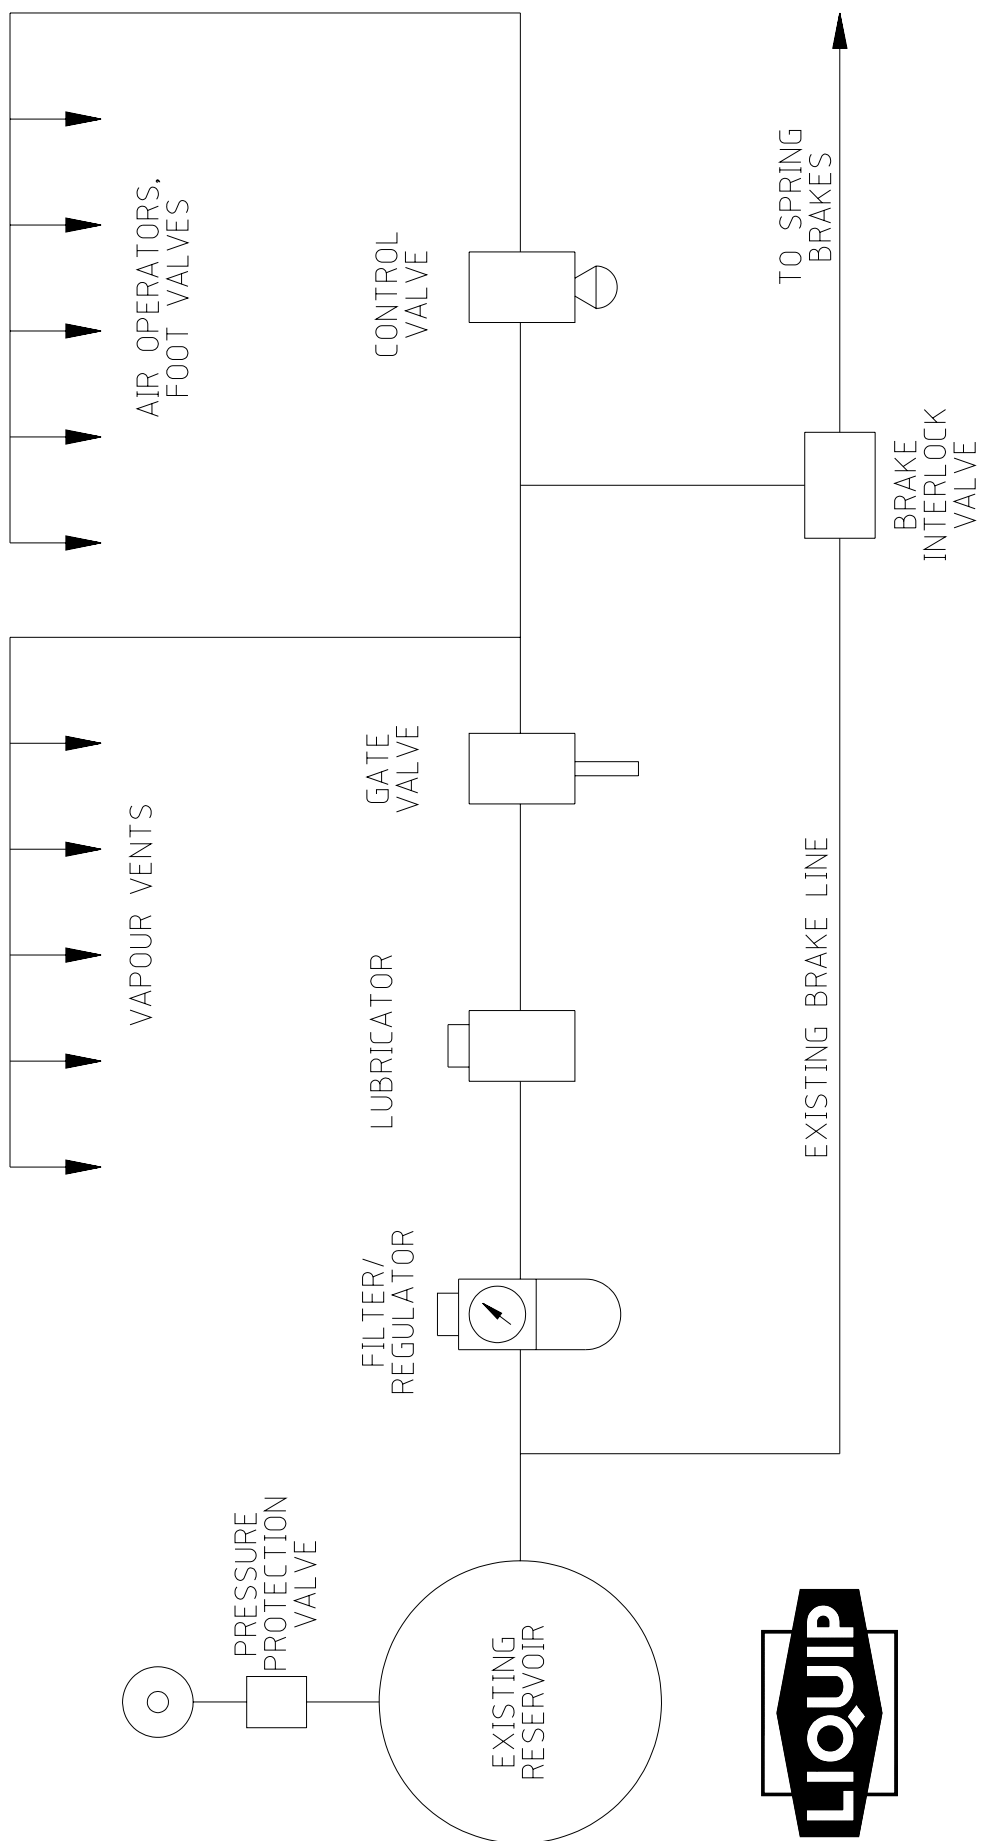 AIR OPERATORS,
FOOT VALVES
CONTROL
VALVE
TO SPRING
BRAKES
BRAKE
INTERLOCK
VALVE
GATE
VALVE
VAPOUR VENTS
LUBRICATOR
EXISTING BRAKE LINE
FILTER/
REGULATOR
PRESSURE
PROTECTION
VALVE
EXISTING
RESERVOIR
LIQUIP